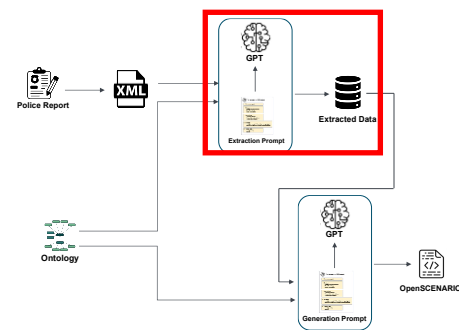 GPT
Police Report
XML
Extraction Prompt
Extracted Data
Ontology
GPT
Generation Prompt
OpenSCENARIO